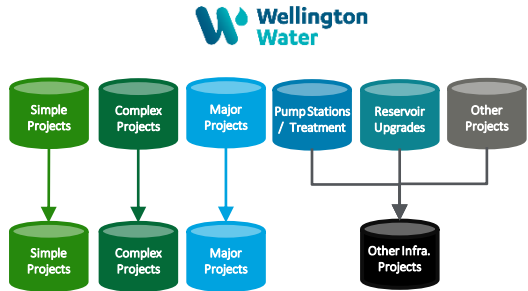 Wellington
Water
Simple
Projects
Complex
Projects
Major
Projects
Pump Stations
/ Treatment
Reservoir
Upgrades
Other
Projects
Simple
Projects
Complex
Projects
Major
Projects
Other Infra.
Projects